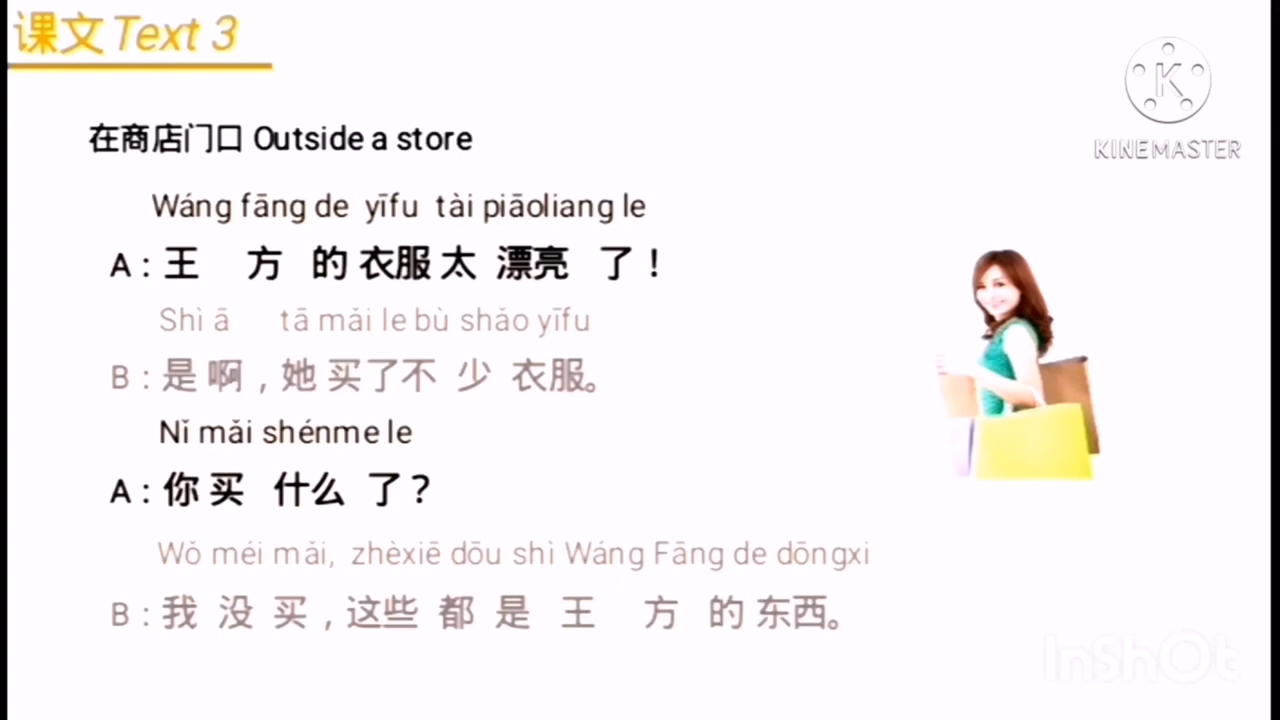 课文 Text 3
KINEMASTER
在商店门口 Outside a store
Wáng fāng de yīfu tài piāoliang le
A：王 方 的 衣服 太 漂亮 了！
Shì ā tā mǎi le bù shǎo yīfu
B：是 啊，她 买了不 少 衣服。
Nǐ mǎi shénme le
A：你 买 什么 了？
Wǒ méi mǎi, zhèxiē dōu shì Wáng Fāng de dōngxi
B：我 没 买，这些 都 是 王 方 的 东西。
InShOt